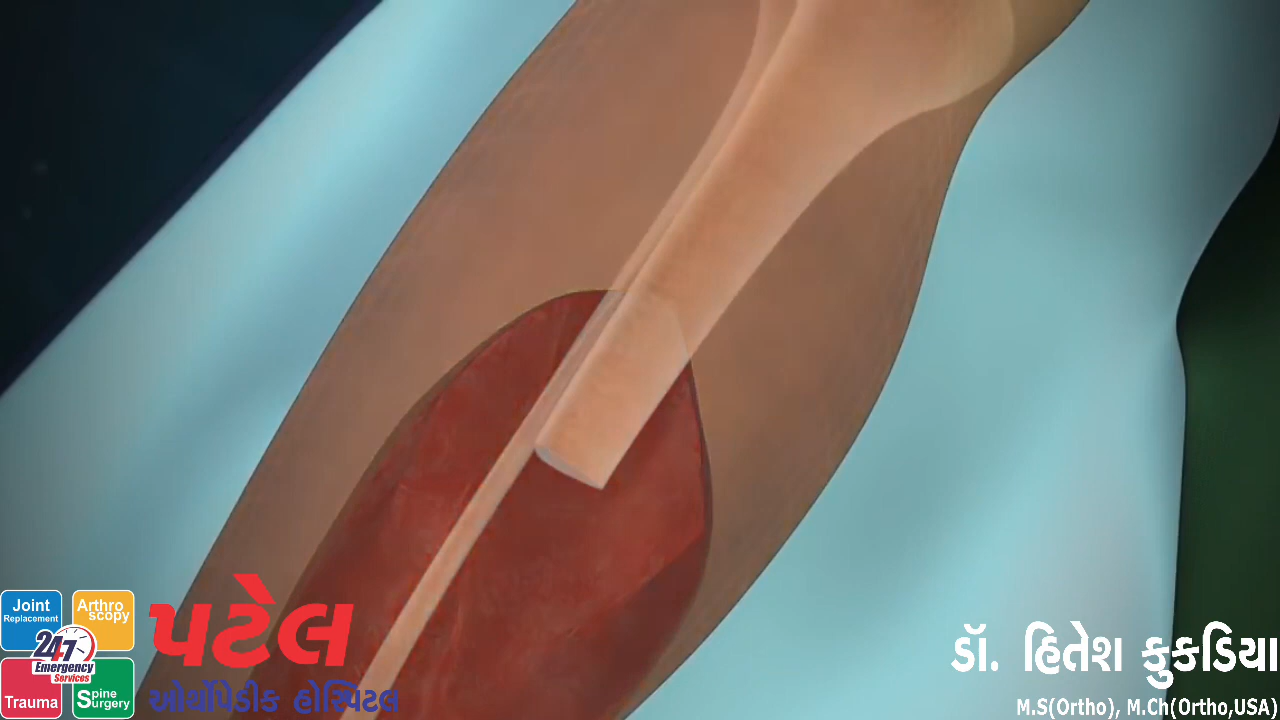 Joint
Replacement
Arthro
scopy
24×7
Emergency
Services
Trauma
Spine
Surgery
પટેલ
ઓર્થોપેડીક હોસ્પિટલ
ડૉ. હિતેશ કુકડિયા
M.S(Ortho), M.Ch(Ortho,USA)